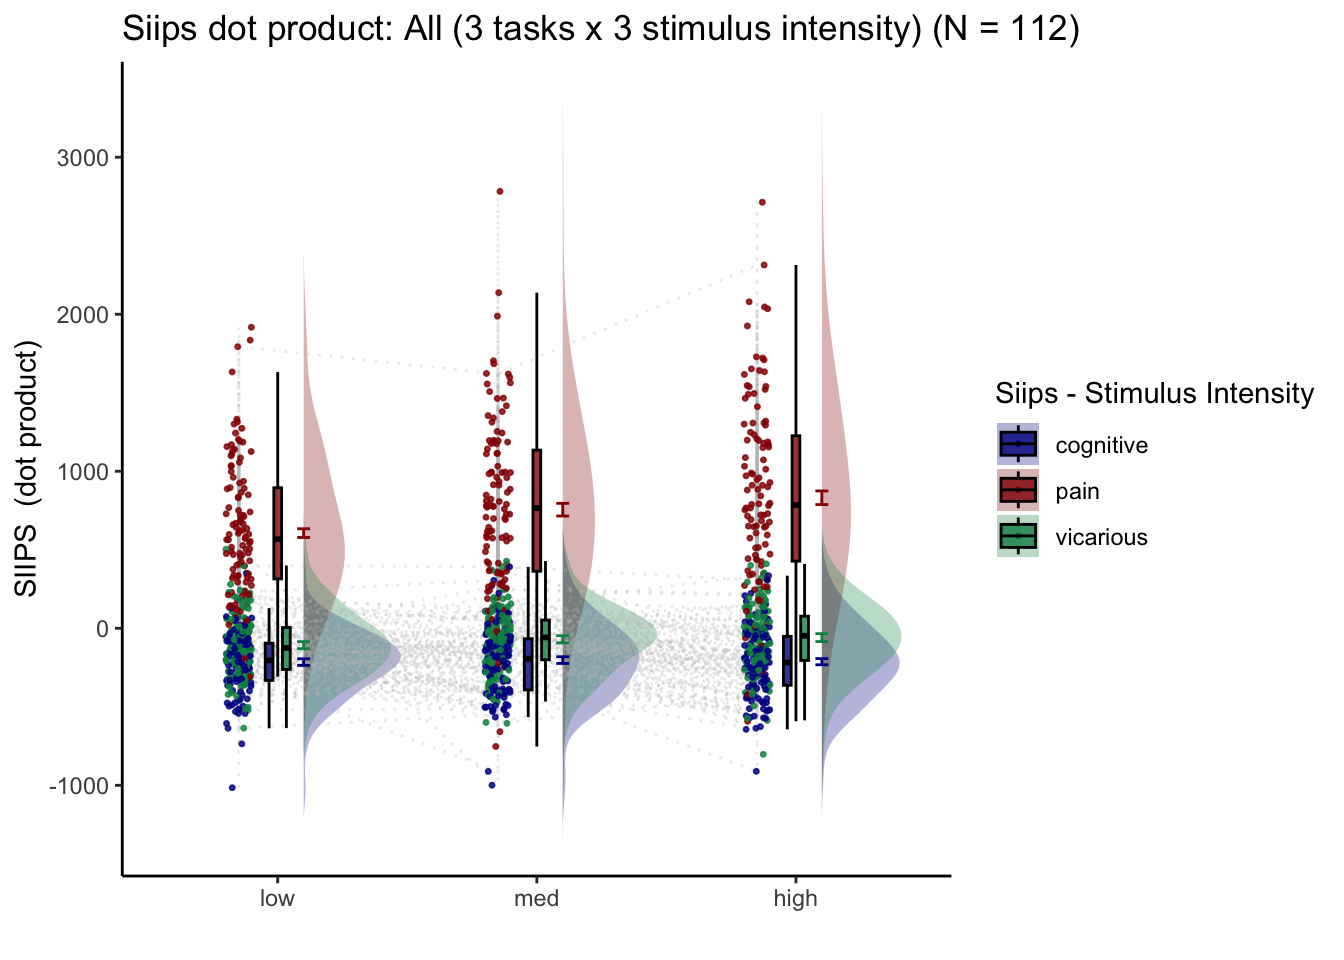 Siips dot product: All (3 tasks x 3 stimulus intensity) (N = 112)
SIIPS  (dot product)
3000
2000
1000
0
-1000
low
med
high
Siips - Stimulus Intensity
cognitive
pain
vicarious